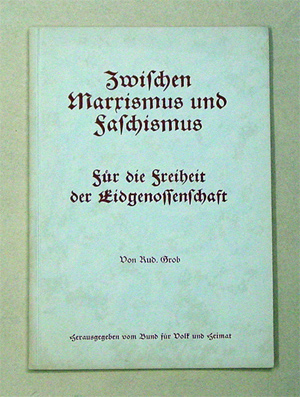 Zwischen
Marxismus und
Faschismus
Für die Freiheit
der Eidgenossenschaft
Von Rud. Grob
Herausgegeben vom Bund für Volk und Heimat